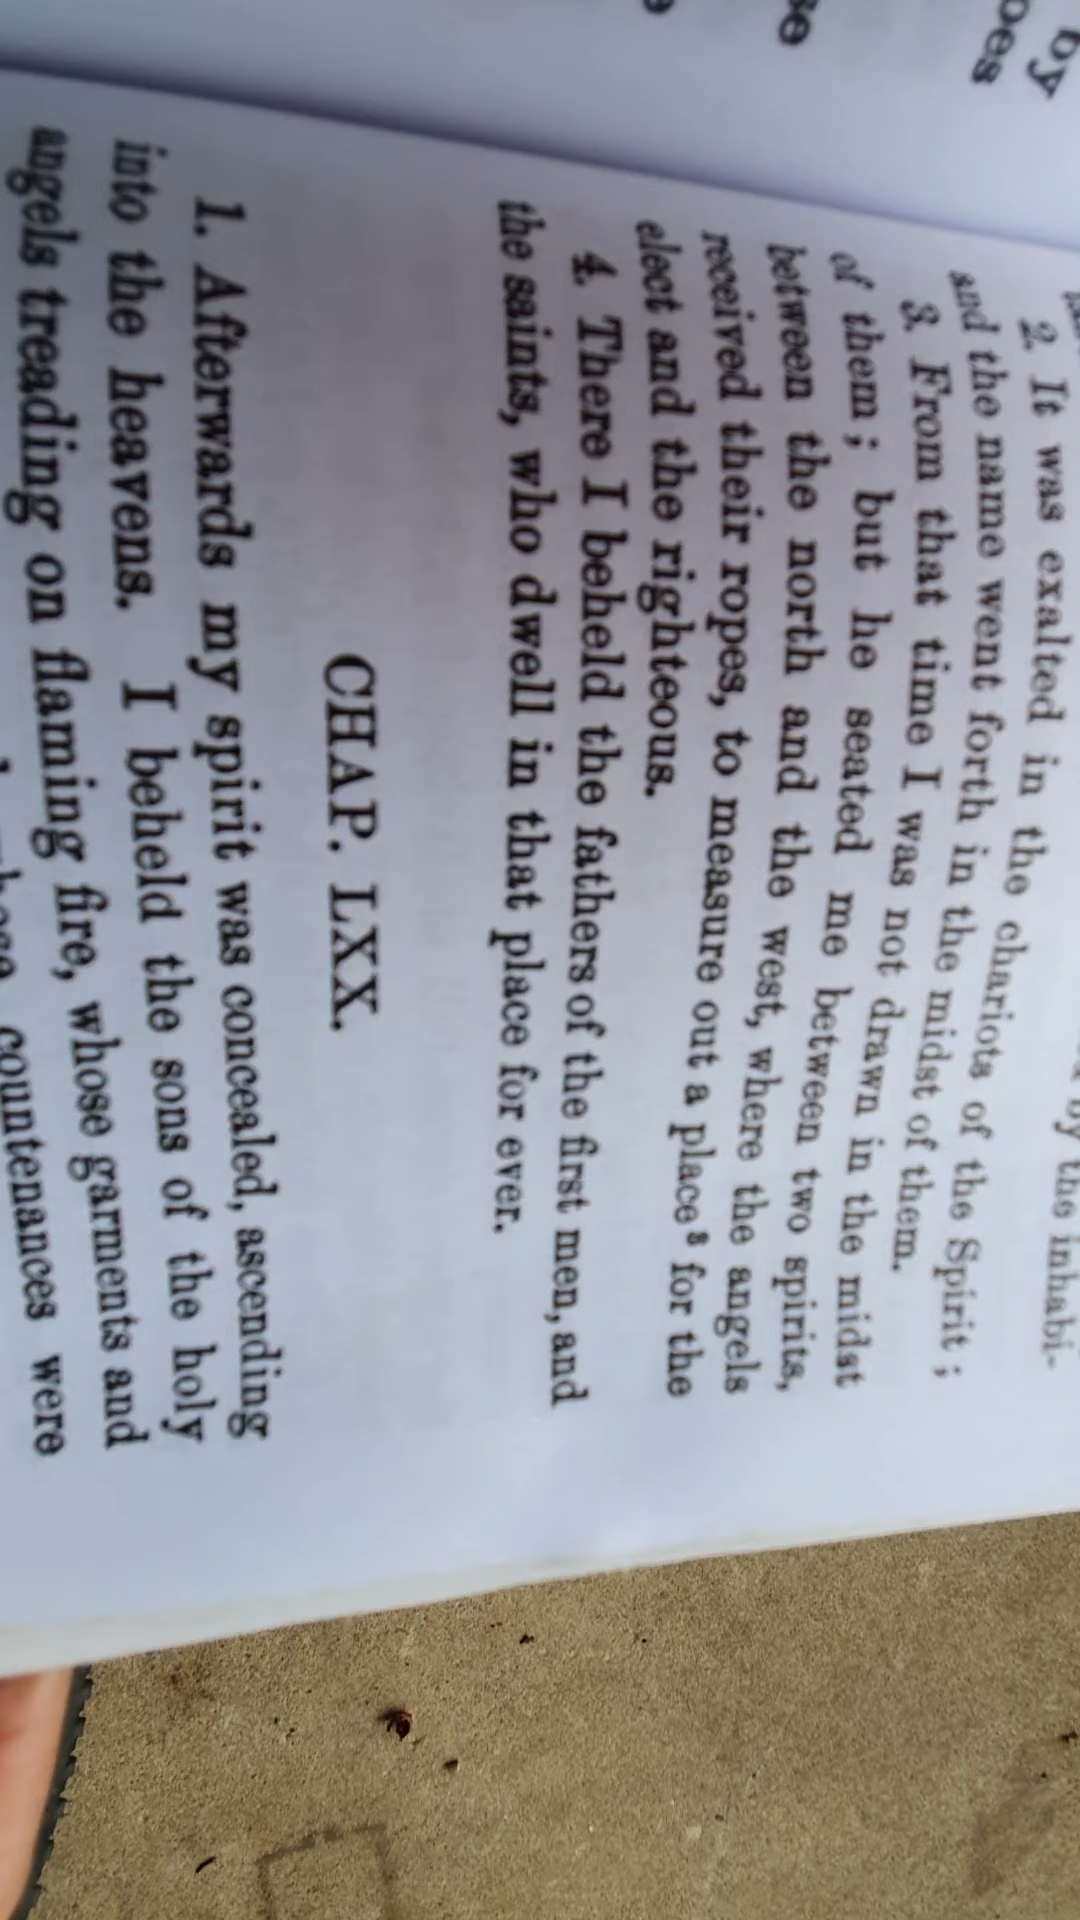 by
oes
se
e
by the inhabi-
2. It was exalted in the chariots of the Spirit ;
and the name went forth in the midst of them.
3. From that time I was not drawn in the midst
of them ; but he seated me between two spirits,
between the north and the west, where the angels
received their ropes, to measure out a place ⁸ for the
elect and the righteous.
4. There I beheld the fathers of the first men, and
the saints, who dwell in that place for ever.
CHAP. LXX.
1. Afterwards my spirit was concealed, ascending
into the heavens. I beheld the sons of the holy
angels treading on flaming fire, whose garments and
whose countenances were